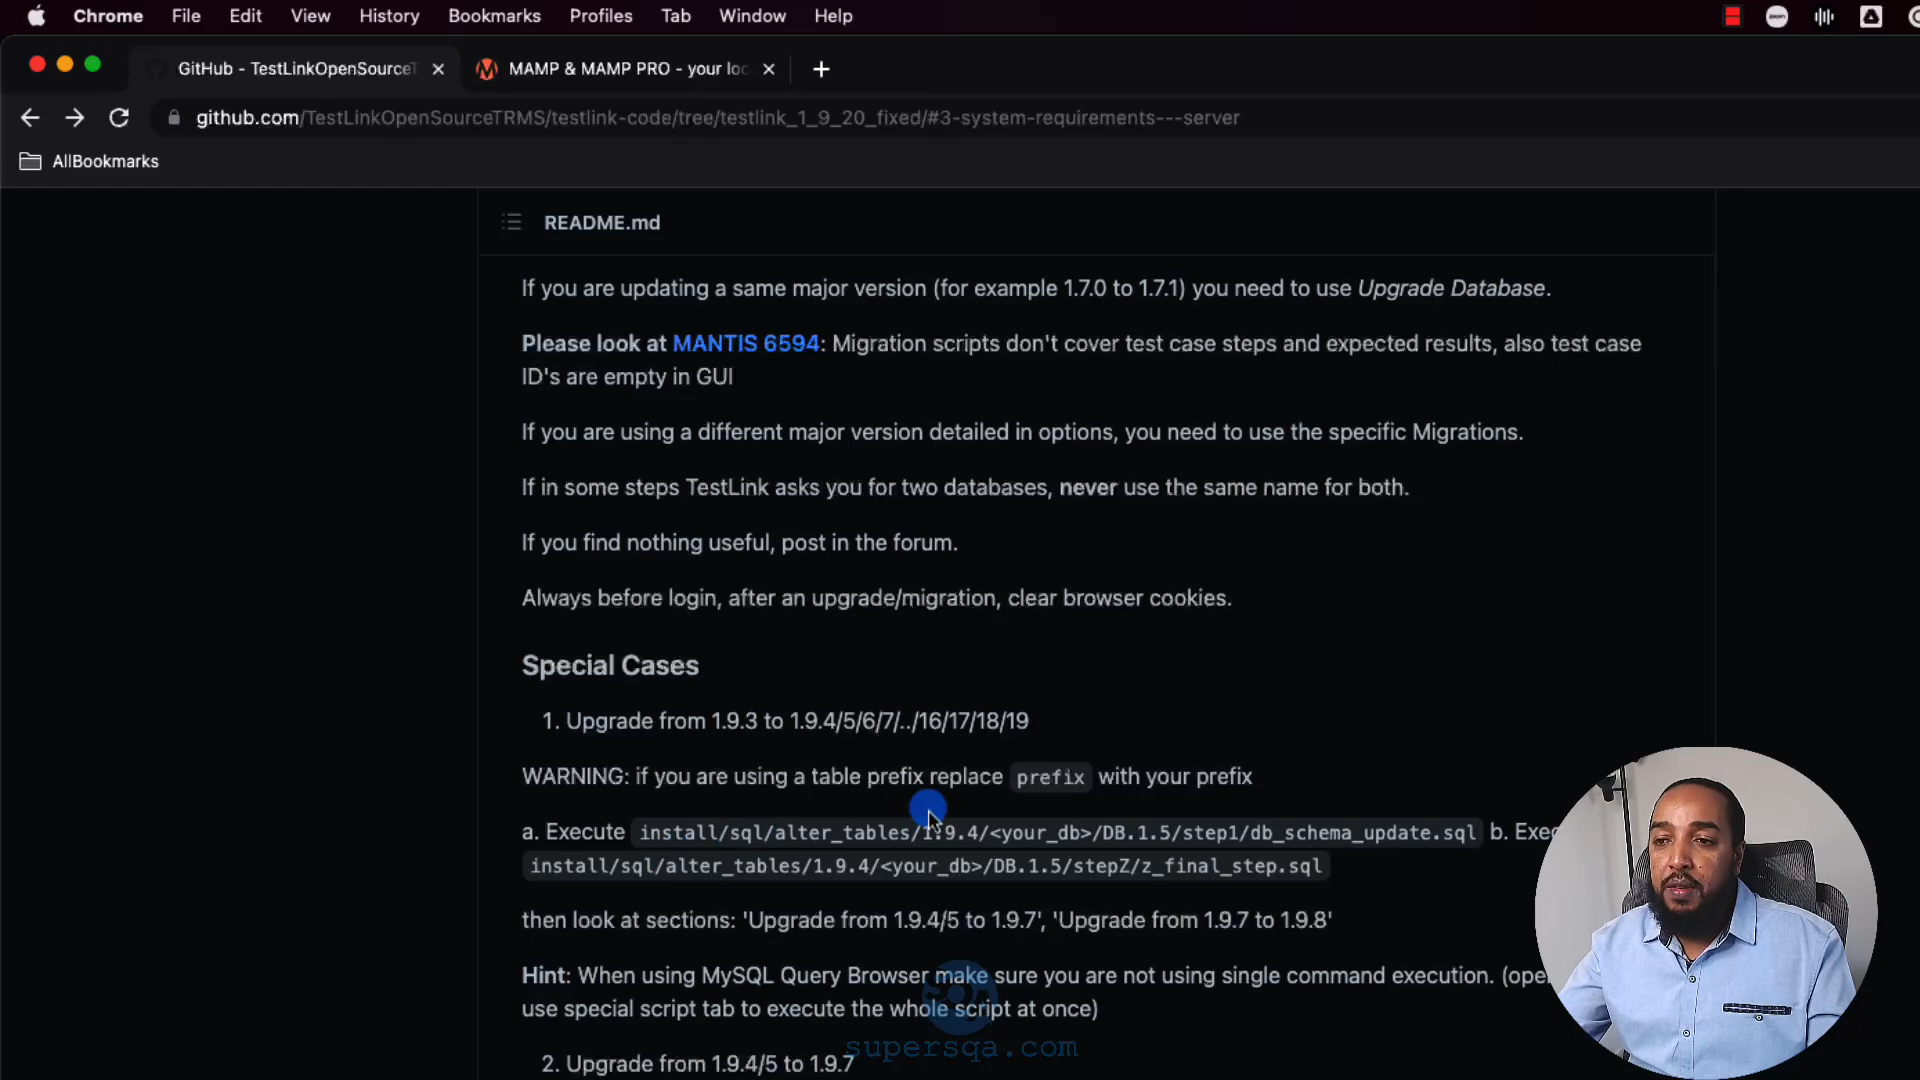 Chrome File Edit View History Bookmarks Profiles Tab Window Help
GitHub - TestLinkOpenSource MAMP & MAMP PRO - your loc
github.com/TestLinkOpenSourceTRMS/testlink-code/tree/testlink_1_9_20_fixed/#3-system-requirements---server
AllBookmarks
README.md
If you are updating a same major version (for example 1.7.0 to 1.7.1) you need to use Upgrade Database.
Please look at MANTIS 6594: Migration scripts don't cover test case steps and expected results, also test case
ID's are empty in GUI
If you are using a different major version detailed in options, you need to use the specific Migrations.
If in some steps TestLink asks you for two databases, never use the same name for both.
If you find nothing useful, post in the forum.
Always before login, after an upgrade/migration, clear browser cookies.
Special Cases
1. Upgrade from 1.9.3 to 1.9.4/5/6/7/../16/17/18/19
WARNING: if you are using a table prefix replace prefix with your prefix
a. Execute install/sql/alter_tables/1.9.4/<your_db>/DB.1.5/step1/db_schema_update.sql b. Exec
install/sql/alter_tables/1.9.4/<your_db>/DB.1.5/stepZ/z_final_step.sql
then look at sections: 'Upgrade from 1.9.4/5 to 1.9.7', 'Upgrade from 1.9.7 to 1.9.8'
Hint: When using MySQL Query Browser make sure you are not using single command execution. (ope
use special script tab to execute the whole script at once)
supersqa.com
2. Upgrade from 1.9.4/5 to 1.9.7